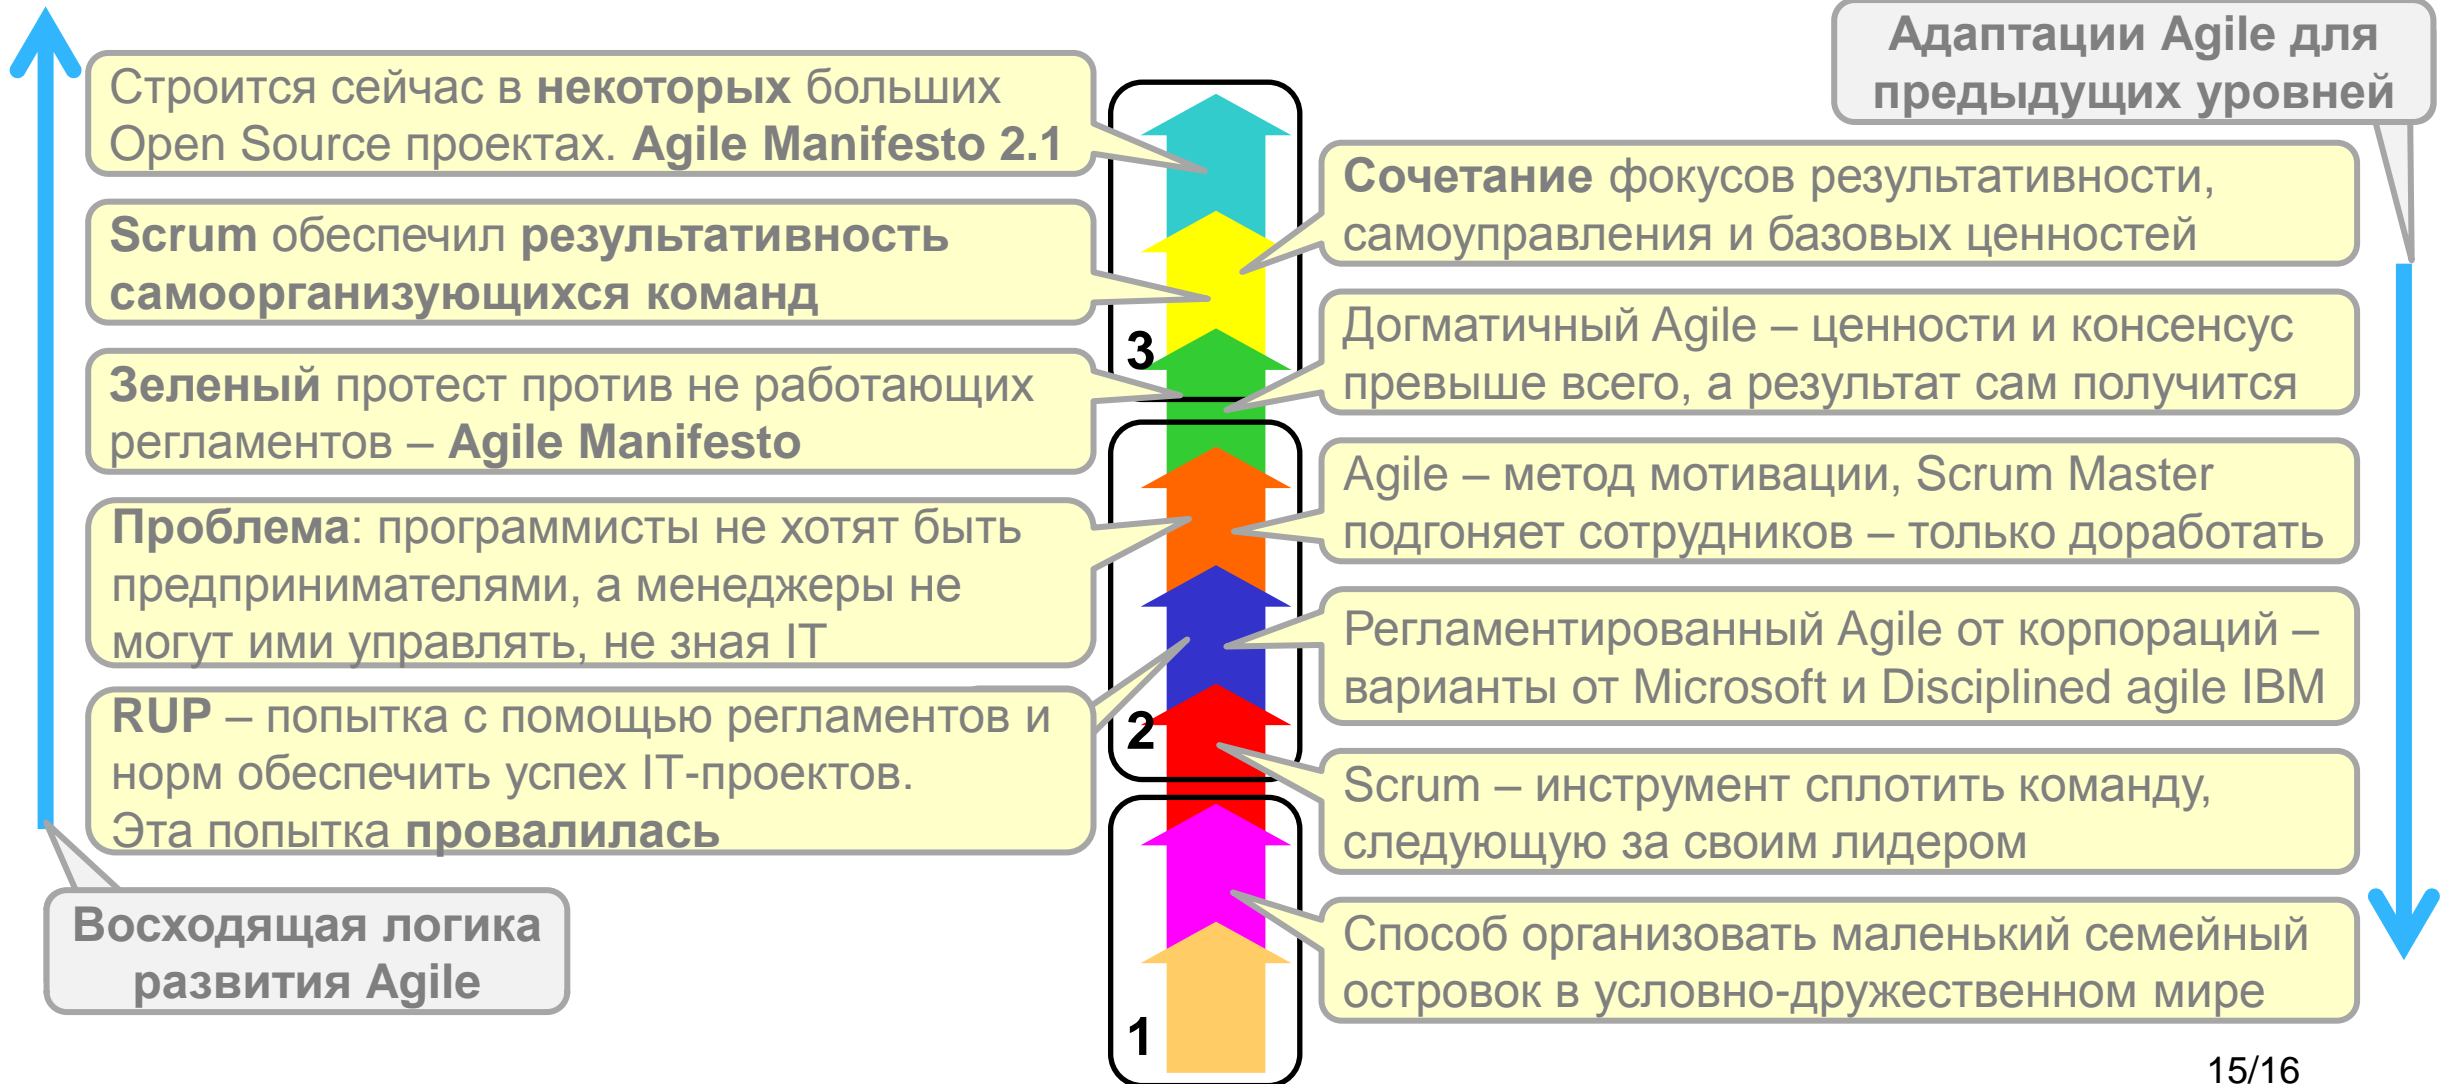 Адаптации Agile для
предыдущих уровней
Строится сейчас в некоторых больших
Open Source проектах. Agile Manifesto 2.1
Scrum обеспечил результативность
самоорганизующихся команд
Зеленый протест против не работающих
регламентов – Agile Manifesto
Проблема: программисты не хотят быть
предпринимателями, а менеджеры не
могут ими управлять, не зная IT
RUP – попытка с помощью регламентов и
норм обеспечить успех IT-проектов.
Эта попытка провалилась
Восходящая логика
развития Agile
3
2
1
Сочетание фокусов результативности,
самоуправления и базовых ценностей
Догматичный Agile – ценности и консенсус
превыше всего, а результат сам получится
Agile – метод мотивации, Scrum Master
подгоняет сотрудников – только доработать
Регламентированный Agile от корпораций –
варианты от Microsoft и Disciplined agile IBM
Scrum – инструмент сплотить команду,
следующую за своим лидером
Способ организовать маленький семейный
островок в условно-дружественном мире
15/16